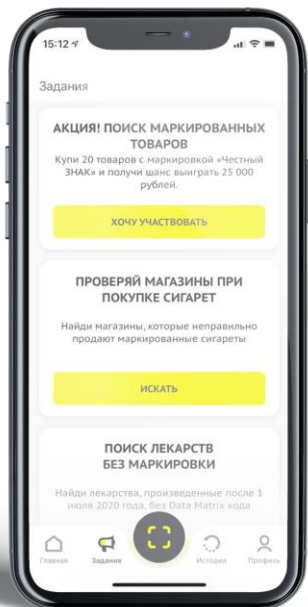 15:12
Задания
АКЦИЯ! ПОИСК МАРКИРОВАННЫХ
ТОВАРОВ
Купи 20 товаров с маркировкой «Честный
ЗНАК» и получи шанс выиграть 25 000
рублей.
ХОЧУ УЧАСТВОВАТЬ
ПРОВЕРЯЙ МАГАЗИНЫ ПРИ
ПОКУПКЕ СИГАРЕТ
Найди магазины, которые неправильно
продают маркированные сигареты
ИСКАТЬ
ПОИСК ЛЕКАРСТВ
БЕЗ МАРКИРОВКИ
Найди лекарства, произведенные после 1
июля 2020 года, без Data Matrix кода
Главная Задания История Профиль